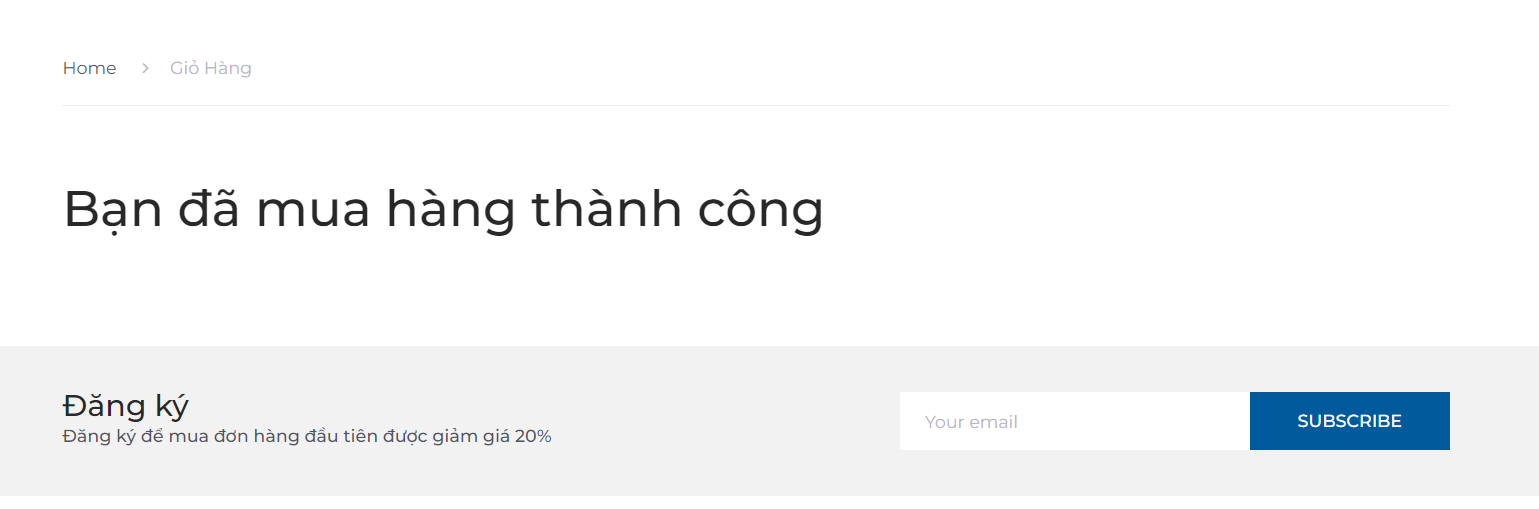 Home > Giỏ Hàng
Bạn đã mua hàng thành công
Đăng ký
Đăng ký để mua đơn hàng đầu tiên được giảm giá 20%
Your email
SUBSCRIBE